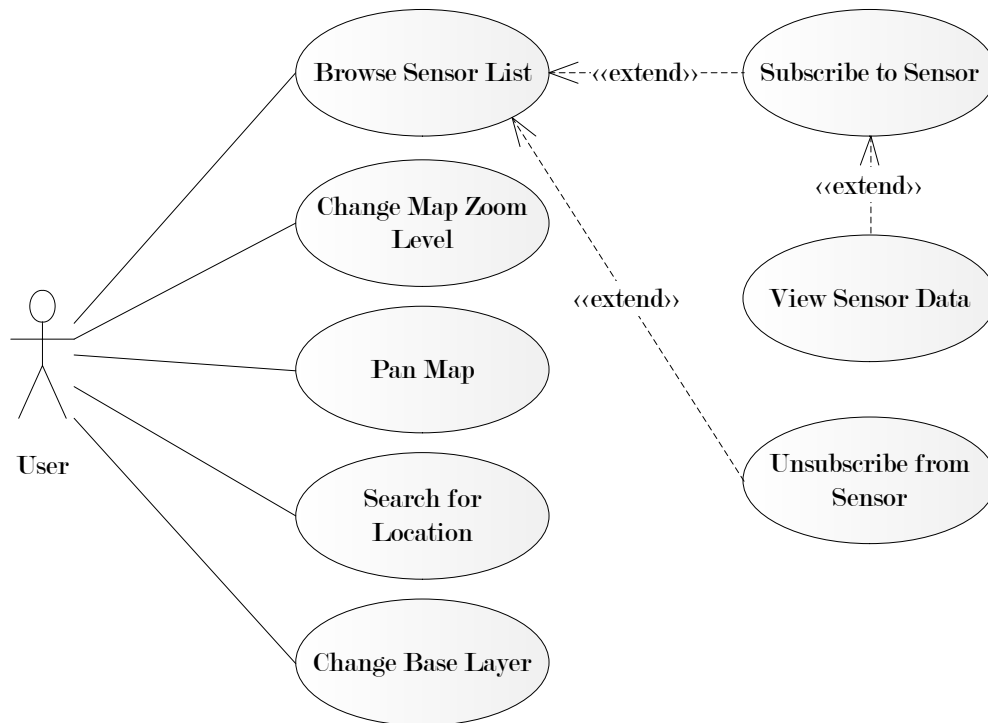 Browse Sensor List
‹‹extend››
Subscribe to Sensor
‹‹extend››
Change Map Zoom
Level
‹‹extend››
View Sensor Data
Pan Map
User
Unsubscribe from
Sensor
Search for
Location
Change Base Layer